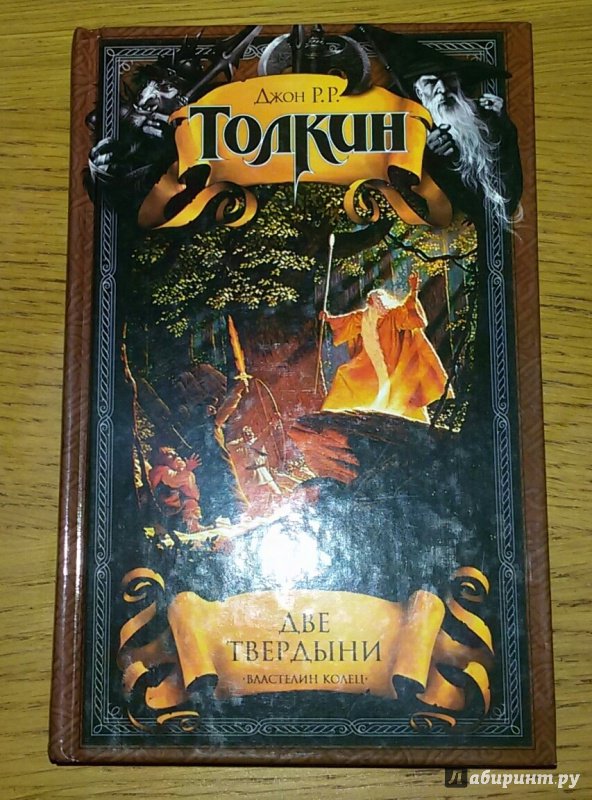 Джон Р.Р.
Толкин
ДВЕ
ТВЕРДЫНИ
·ВЛАСТЕЛИН КОЛЕЦ·
Лабиринт.ру